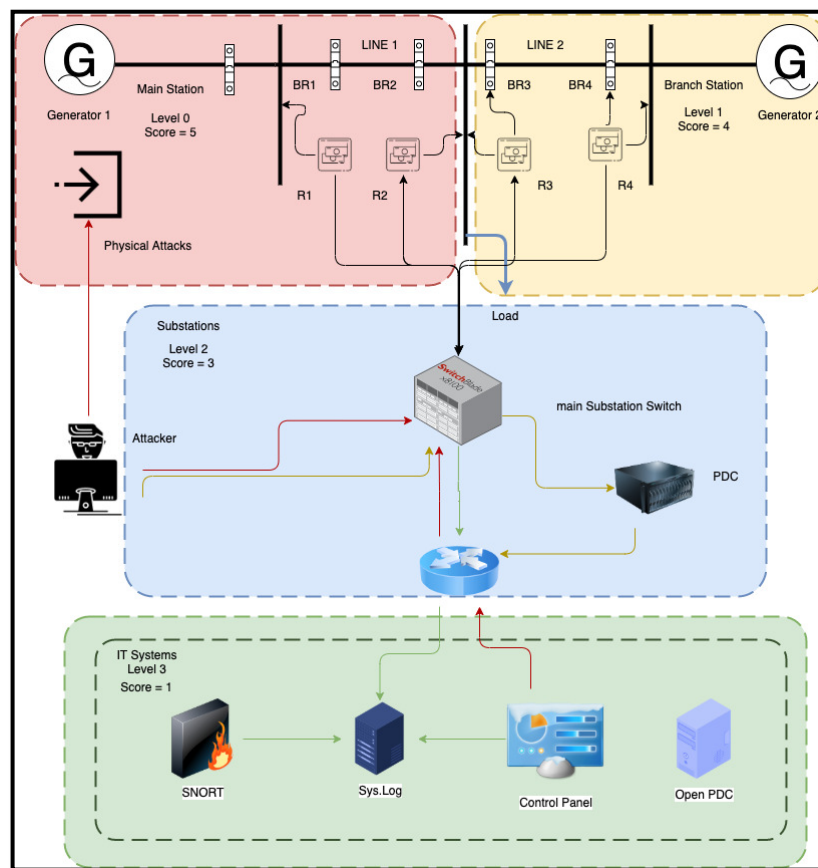 G
LINE 1
LINE 2
G
BR1
BR2
BR3
BR4
Main Station
Branch Station
Generator 1
Generator 2
Level 0
Score = 5
Level 1
Score = 4
R1
R2
R3
R4
Physical Attacks
Load
Substations
Level 2
Score = 3
SwitchBlade
x8100
main Substation Switch
Attacker
PDC
IT Systems
Level 3
Score = 1
SNORT
Sys.Log
Control Panel
Open PDC